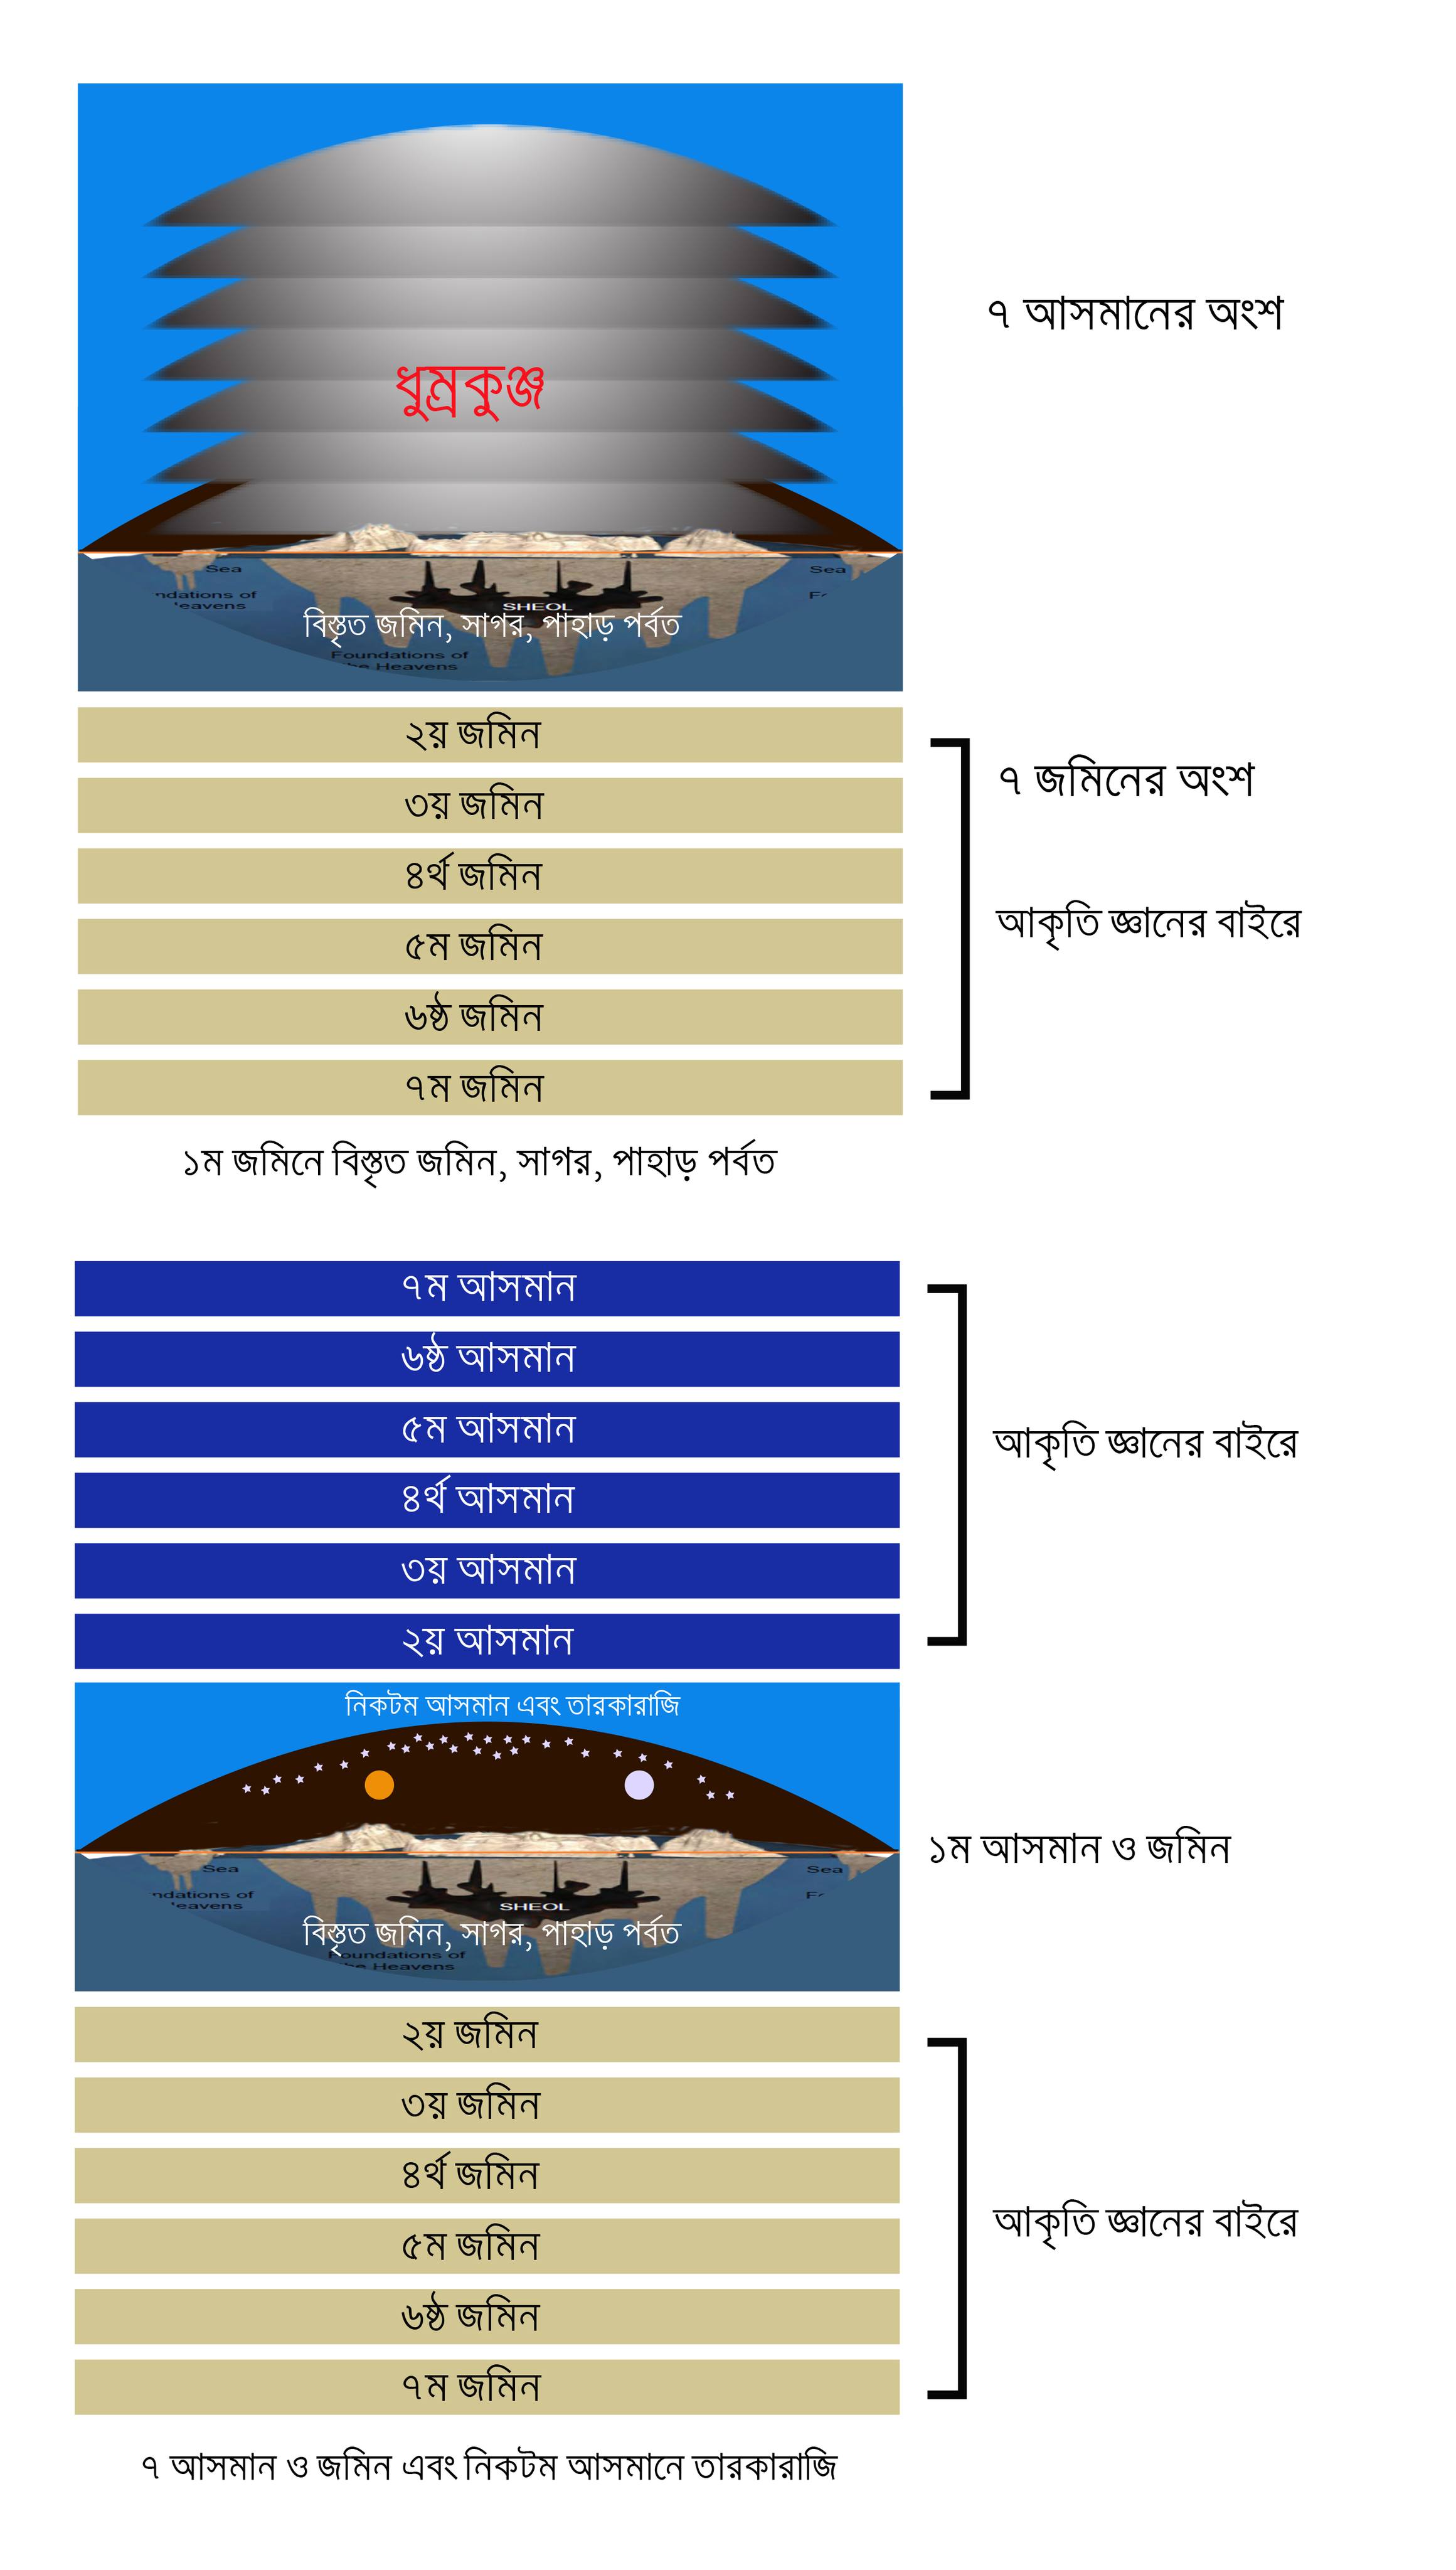 ৭ আসমানের অংশ
ধুম্রকুঞ্জ
Sea
Sea
ndations of
'eavens
SHEOL
বিস্তৃত জমিন, সাগর, পাহাড় পর্বত
Foundations of
he Heavens
২য় জমিন
৩য় জমিন
৪র্থ জমিন
৫ম জমিন
৬ষ্ঠ জমিন
৭ম জমিন
৭ জমিনের অংশ
আকৃতি জ্ঞানের বাইরে
১ম জমিনে বিস্তৃত জমিন, সাগর, পাহাড় পর্বত
৭ম আসমান
৬ষ্ঠ আসমান
৫ম আসমান
৪র্থ আসমান
৩য় আসমান
২য় আসমান
আকৃতি জ্ঞানের বাইরে
নিকটম আসমান এবং তারকারাজি
১ম আসমান ও জমিন
Sea
Sea
ndations of
'eavens
SHEOL
বিস্তৃত জমিন, সাগর, পাহাড় পর্বত
Foundations of
he Heavens
২য় জমিন
৩য় জমিন
৪র্থ জমিন
৫ম জমিন
৬ষ্ঠ জমিন
৭ম জমিন
আকৃতি জ্ঞানের বাইরে
৭ আসমান ও জমিন এবং নিকটম আসমানে তারকারাজি